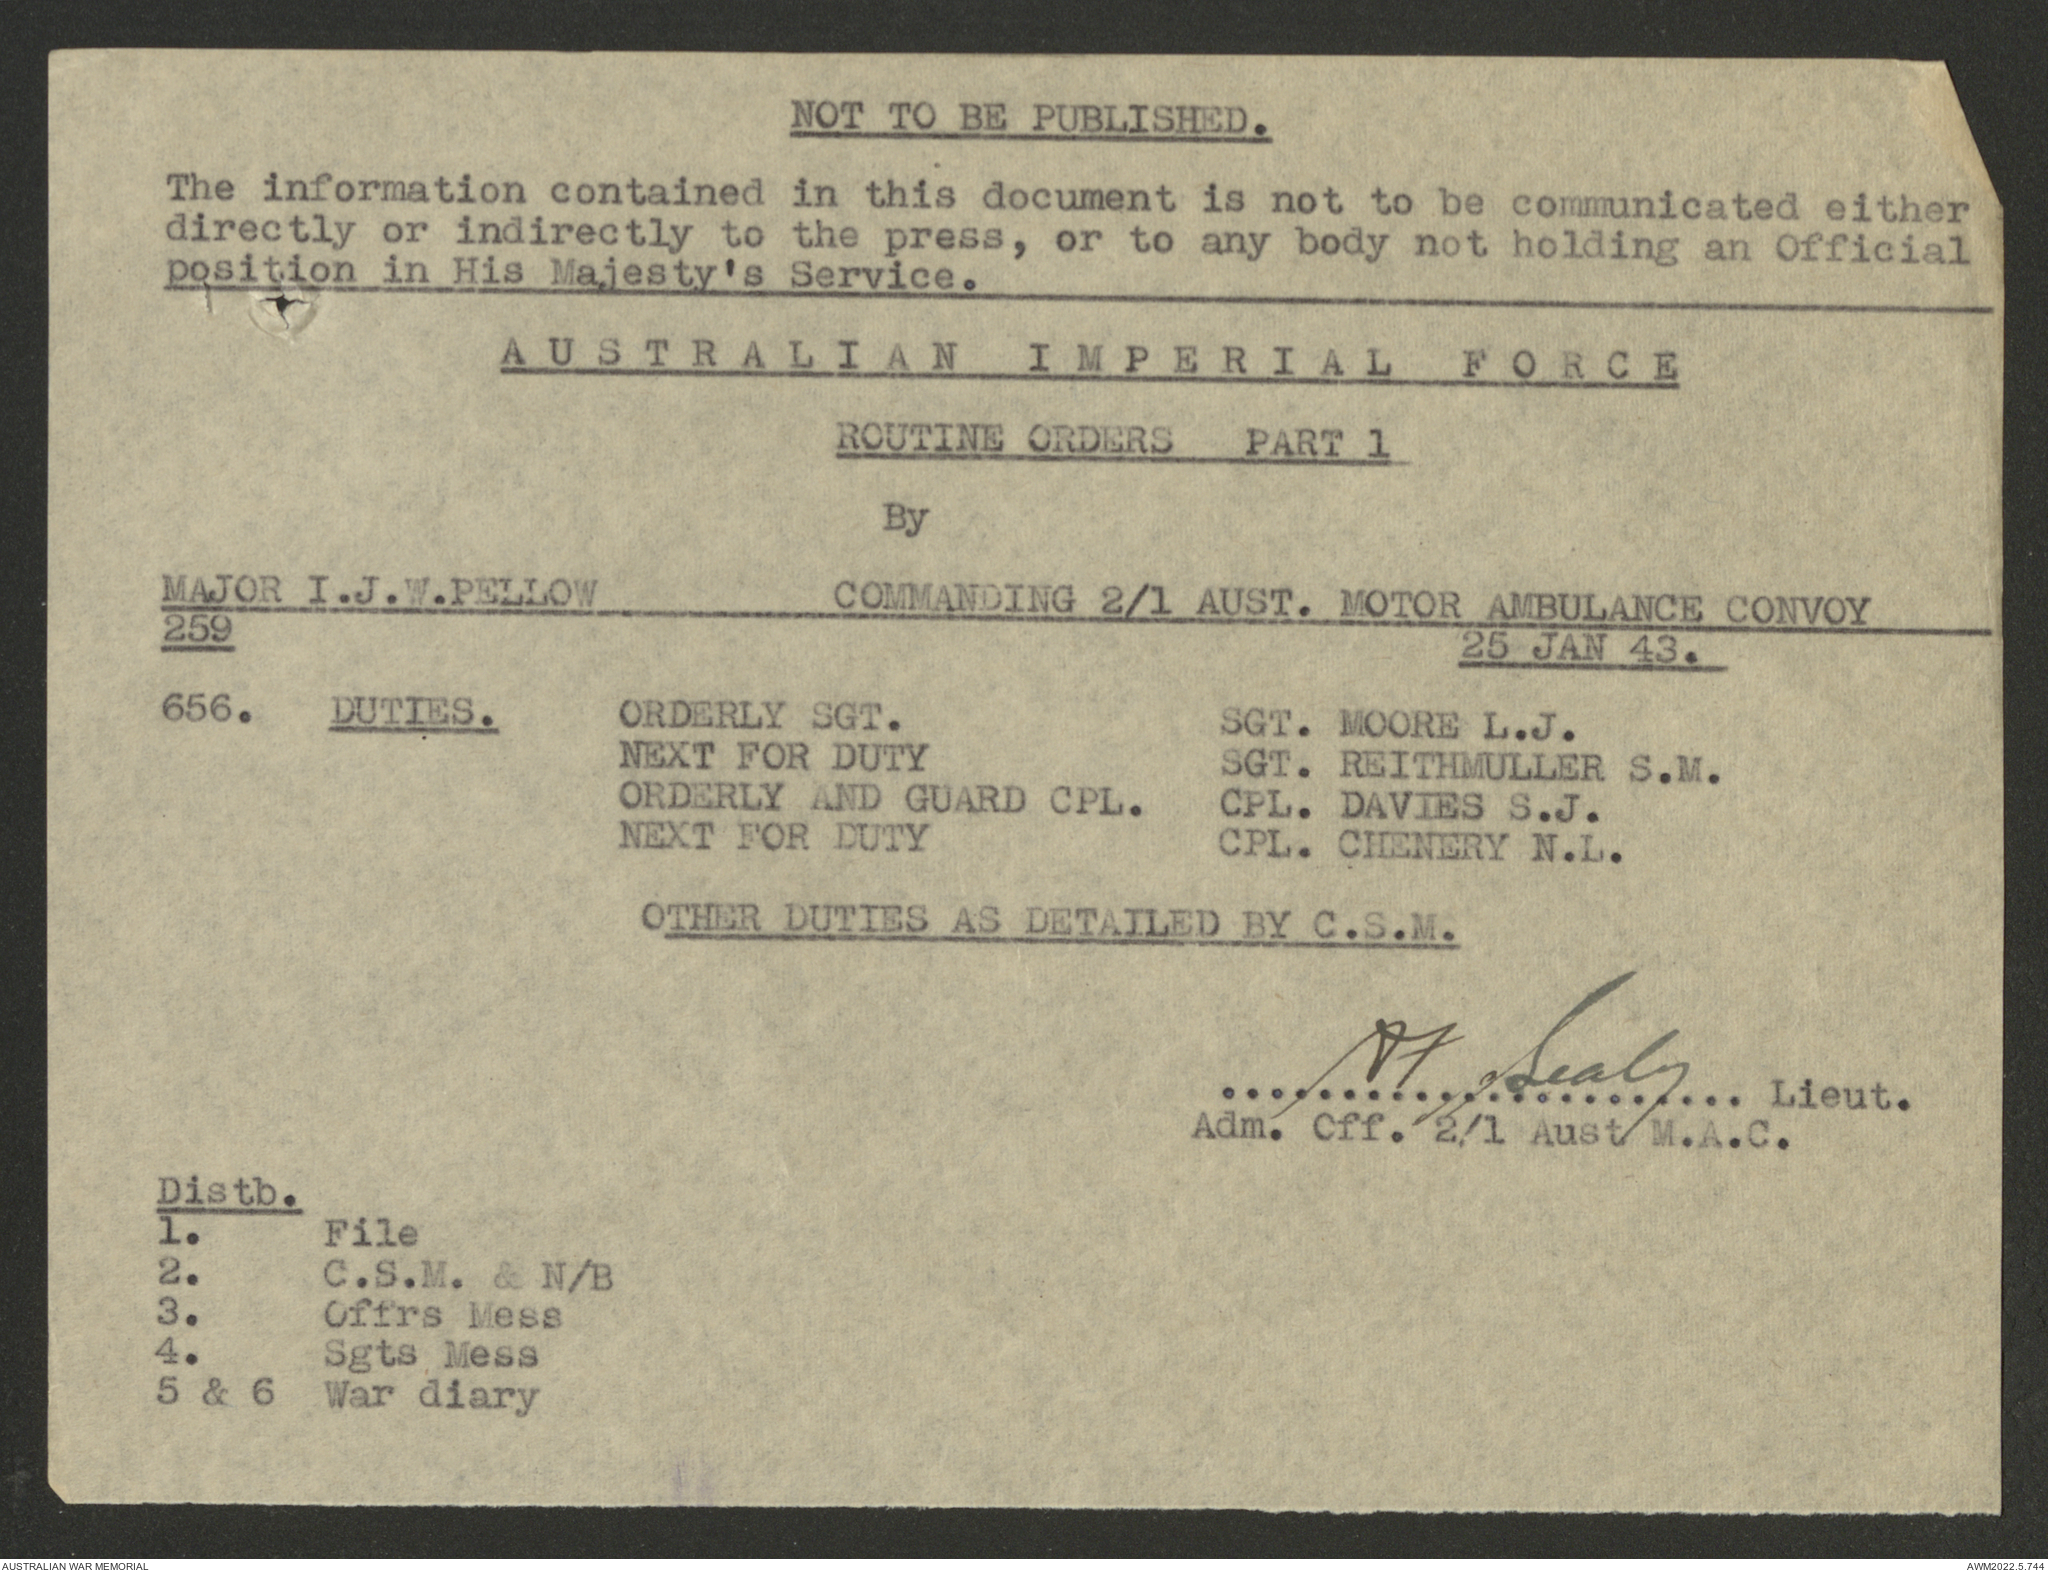 NOT TO BE PUBLISHED.
The information contained in this document is not to be communicated either
directly or indirectly to the press, or to any body not holding an Official
position in His Majesty's Service.
AUSTRALIAN IMPERIAL FORCE
ROUTINE ORDERS PART 1
By
MAJOR I.J.W.PELLOW COMMANDING 2/1 AUST. MOTOR AMBULANCE CONVOY
259 25 JAN 43.
656. DUTIES. ORDERLY SGT. SGT. MOORE L.J.
NEXT FOR DUTY SGT. REITHMULLER S.M.
ORDERLY AND GUARD CPL. CPL. DAVIES S.J.
NEXT FOR DUTY CPL. CHENERY N.L.
OTHER DUTIES AS DETAILED BY C.S.M.
Sealy
........................ Lieut.
Adm. Off. 2/1 Aust M.A.C.
Distb.
1. File
2. C.S.M. & N/B
3. Offrs Mess
4. Sgts Mess
5 & 6 War diary
AUSTRALIAN WAR MEMORIAL AWM2022.5.744